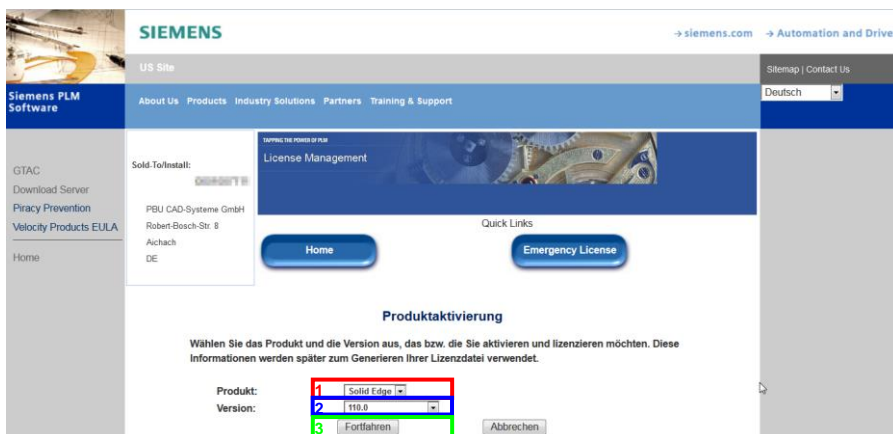 SIEMENS
→ siemens.com → Automation and Drive
US Site
Sitemap | Contact Us
Siemens PLM
Software
About Us Products Industry Solutions Partners Training & Support
Deutsch
GTAC
Download Server
Piracy Prevention
Velocity Products EULA
Home
Sold-To/Install:
PBU CAD-Systeme GmbH
Robert-Bosch-Str. 8
Aichach
DE
TAPPING THE POWER OF PLM
License Management
Quick Links
Home
Emergency License
Produktaktivierung
Wählen Sie das Produkt und die Version aus, das bzw. die Sie aktivieren und lizenzieren möchten. Diese
Informationen werden später zum Generieren Ihrer Lizenzdatei verwendet.
Produkt: 1 Solid Edge
Version: 2 110.0
3 Fortfahren Abbrechen